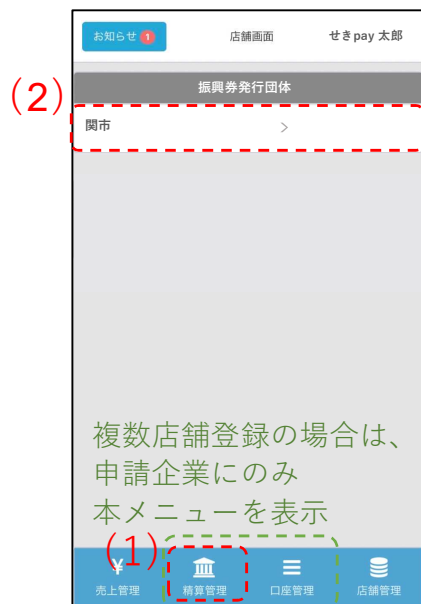 お知らせ 1 店舗画面 せきpay 太郎
振興券発行団体
(2)
関市 >
複数店舗登録の場合は、
申請企業にのみ
本メニューを表示
(1)
¥
売上管理 精算管理 口座管理 店舗管理